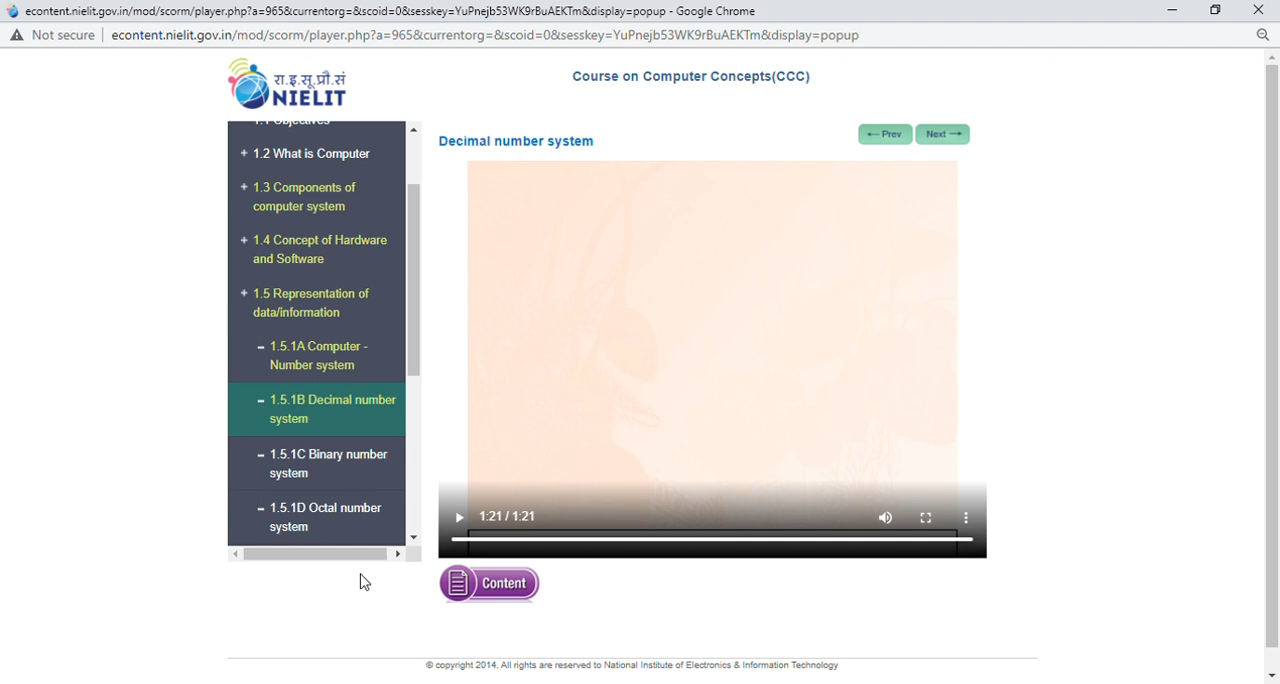 econtent.nielit.gov.in/mod/scorm/player.php?a=965&currentorg=&scoid=0&sesskey=YuPnejb53WK9rBuAEKTm&display=popup - Google Chrome
Not secure
econtent.nielit.gov.in/mod/scorm/player.php?a=965&currentorg=&scoid=0&sesskey=YuPnejb53WK9rBuAEKTm&display=popup
रा.इ.सू.प्रौ.सं
NIELIT
Course on Computer Concepts(CCC)
1.1 Objectives
+ 1.2 What is Computer
+ 1.3 Components of
computer system
+ 1.4 Concept of Hardware
and Software
+ 1.5 Representation of
data/information
- 1.5.1A Computer -
Number system
- 1.5.1B Decimal number
system
- 1.5.1C Binary number
system
- 1.5.1D Octal number
system
Decimal number system
← Prev
Next →
1:21 / 1:21
Content
© copyright 2014, All rights are reserved to National Institute of Electronics & Information Technology